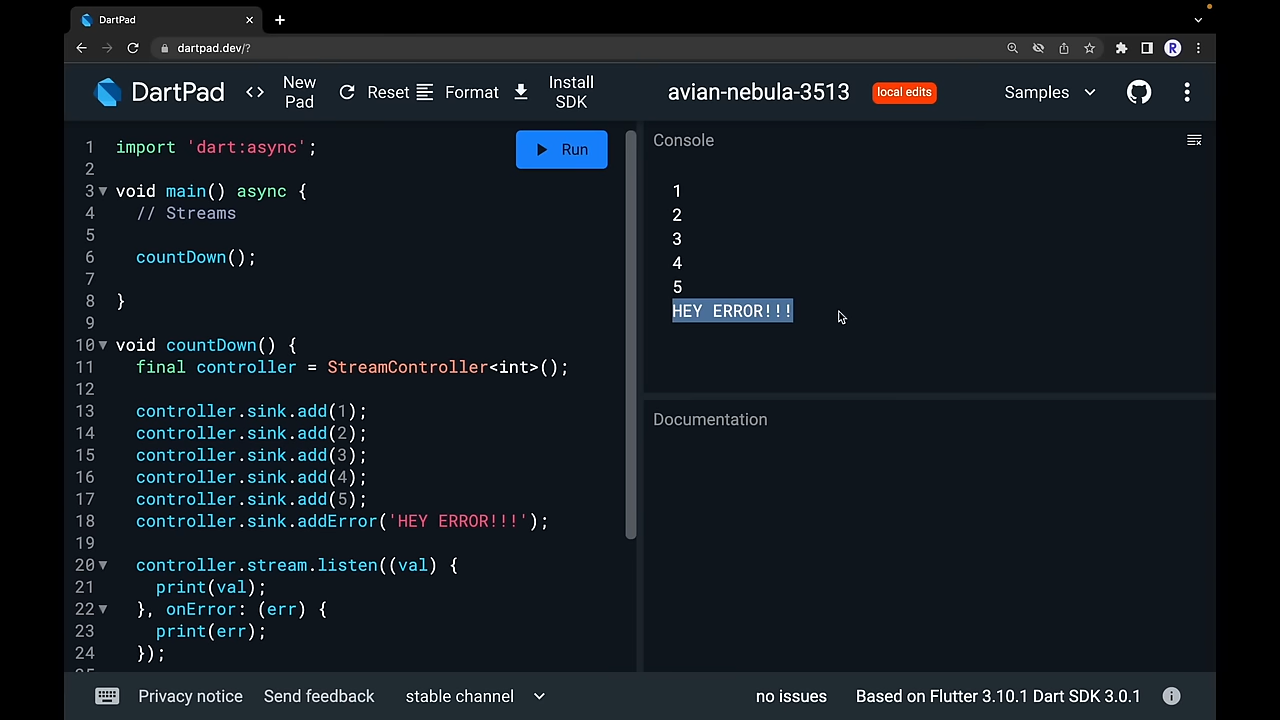 DartPad
dartpad.dev/?
R
DartPad
New Pad
Reset
Format
Install SDK
avian-nebula-3513
local edits
Samples
1 import 'dart:async';
2
3 void main() async {
4 // Streams
5
6 countDown();
7
8 }
9
10 void countDown() {
11 final controller = StreamController<int>();
12
13 controller.sink.add(1);
14 controller.sink.add(2);
15 controller.sink.add(3);
16 controller.sink.add(4);
17 controller.sink.add(5);
18 controller.sink.addError('HEY ERROR!!!');
19
20 controller.stream.listen((val) {
21 print(val);
22 }, onError: (err) {
23 print(err);
24 });
Run
Console
1
2
3
4
5
HEY ERROR!!!
Documentation
Privacy notice
Send feedback
stable channel
no issues
Based on Flutter 3.10.1 Dart SDK 3.0.1